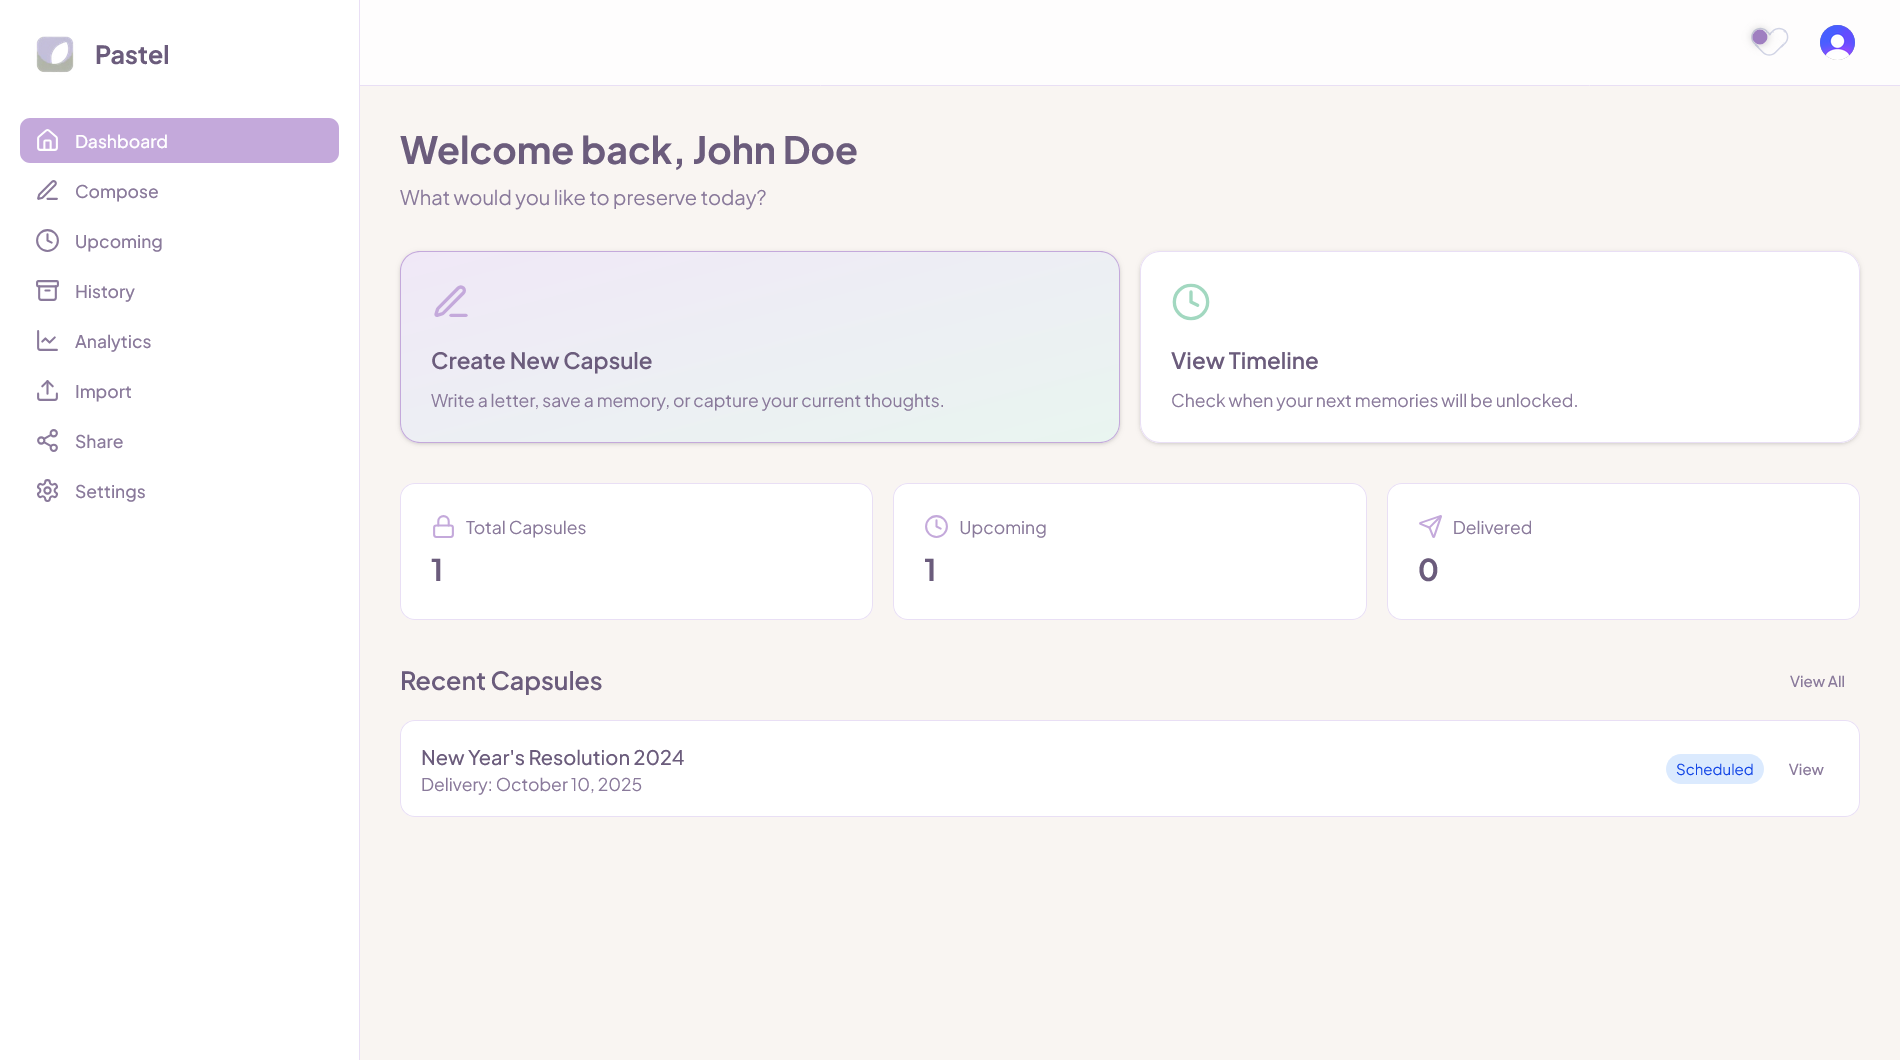 Pastel
Dashboard
Compose
Upcoming
History
Analytics
Import
Share
Settings
Welcome back, John Doe
What would you like to preserve today?
Create New Capsule
Write a letter, save a memory, or capture your current thoughts.
View Timeline
Check when your next memories will be unlocked.
Total Capsules
1
Upcoming
1
Delivered
0
Recent Capsules
View All
New Year's Resolution 2024
Delivery: October 10, 2025
Scheduled
View